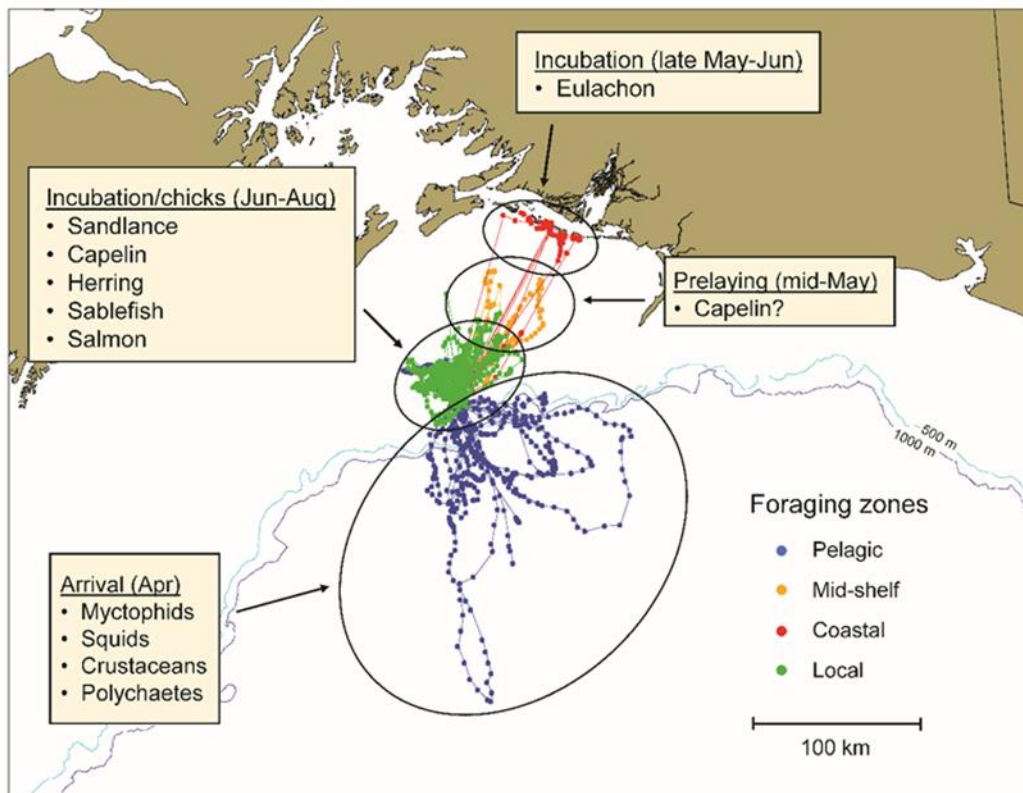 Incubation (late May-Jun)
• Eulachon
Incubation/chicks (Jun-Aug)
• Sandlance
• Capelin
• Herring
• Sablefish
• Salmon
Prelaying (mid-May)
• Capelin?
500 m
1000 m
Arrival (Apr)
• Myctophids
• Squids
• Crustaceans
• Polychaetes
Foraging zones
Pelagic
Mid-shelf
Coastal
Local
100 km